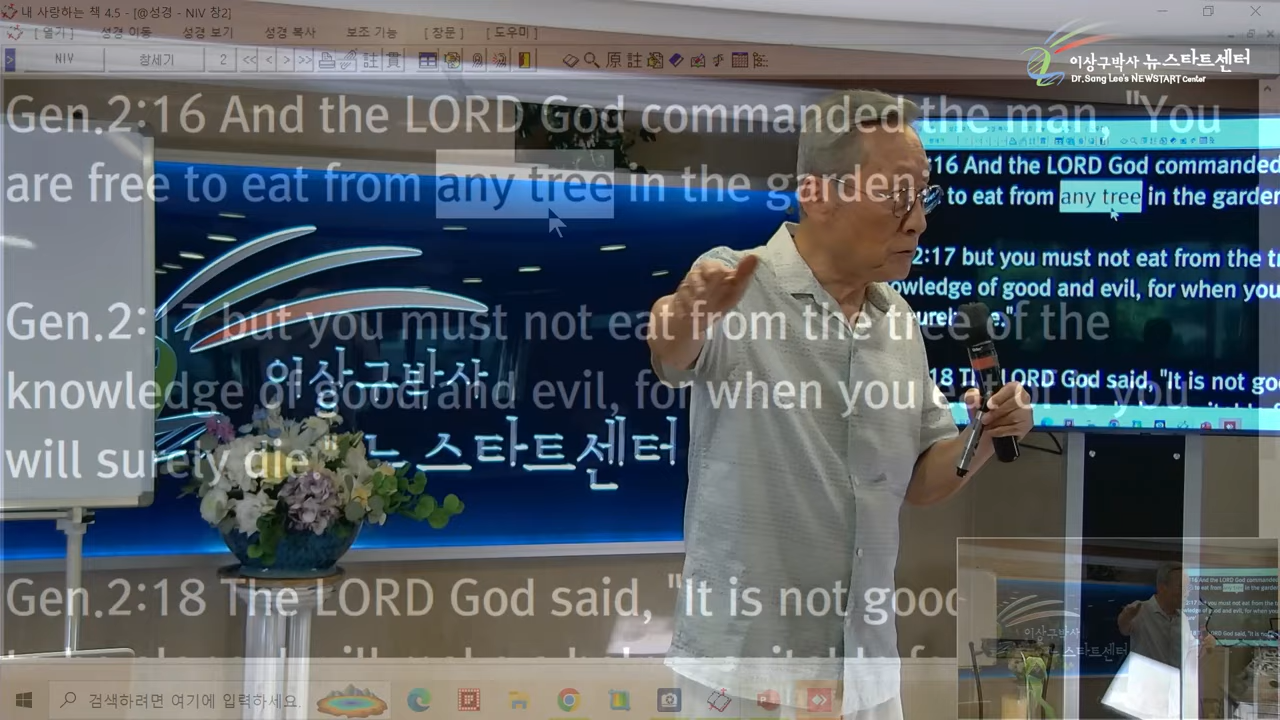 내 사랑하는 책 4.5 - [@성경 - NIV 창2]
[ 열기 ] 성경 이동 성경 보기 성경 복사 보조 기능 [ 창문 ] [ 도우미 ]
NIV 창세기 2 << < > >>
이상구박사 뉴스타트센터
Dr. Sang Lee's NEWSTART Center
Gen.2:16 And the LORD God commanded the man, "You
are free to eat from any tree in the garden;
Gen.2:17 but you must not eat from the tree of the
knowledge of good and evil, for when you eat of it you
will surely die."
Gen.2:18 The LORD God said, "It is not good
:16 And the LORD God commanded
to eat from any tree in the garden
2:17 but you must not eat from the tr
owledge of good and evil, for when you
surely die."
18 The LORD God said, "It is not go
이상구박사
뉴스타트센터
검색하려면 여기에 입력하세요.